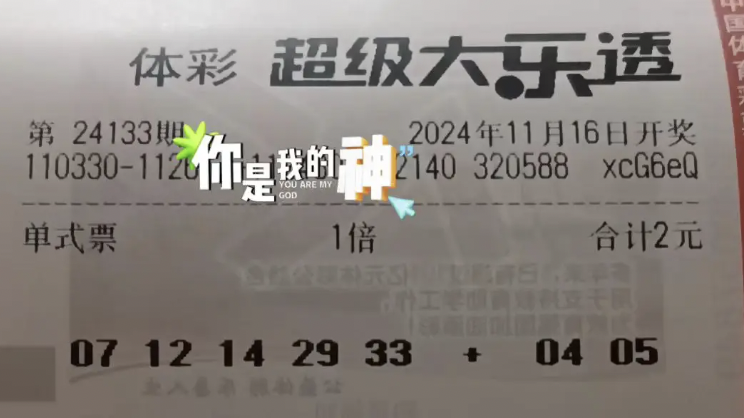 体彩 超级大乐透
第 24133期 2024年11月16日开奖
110330-112 2140 320588 xcG6eQ
你是我的神”
YOU ARE MY
GOD
单式票 1倍 合计2元
07 12 14 29 33 + 04 05